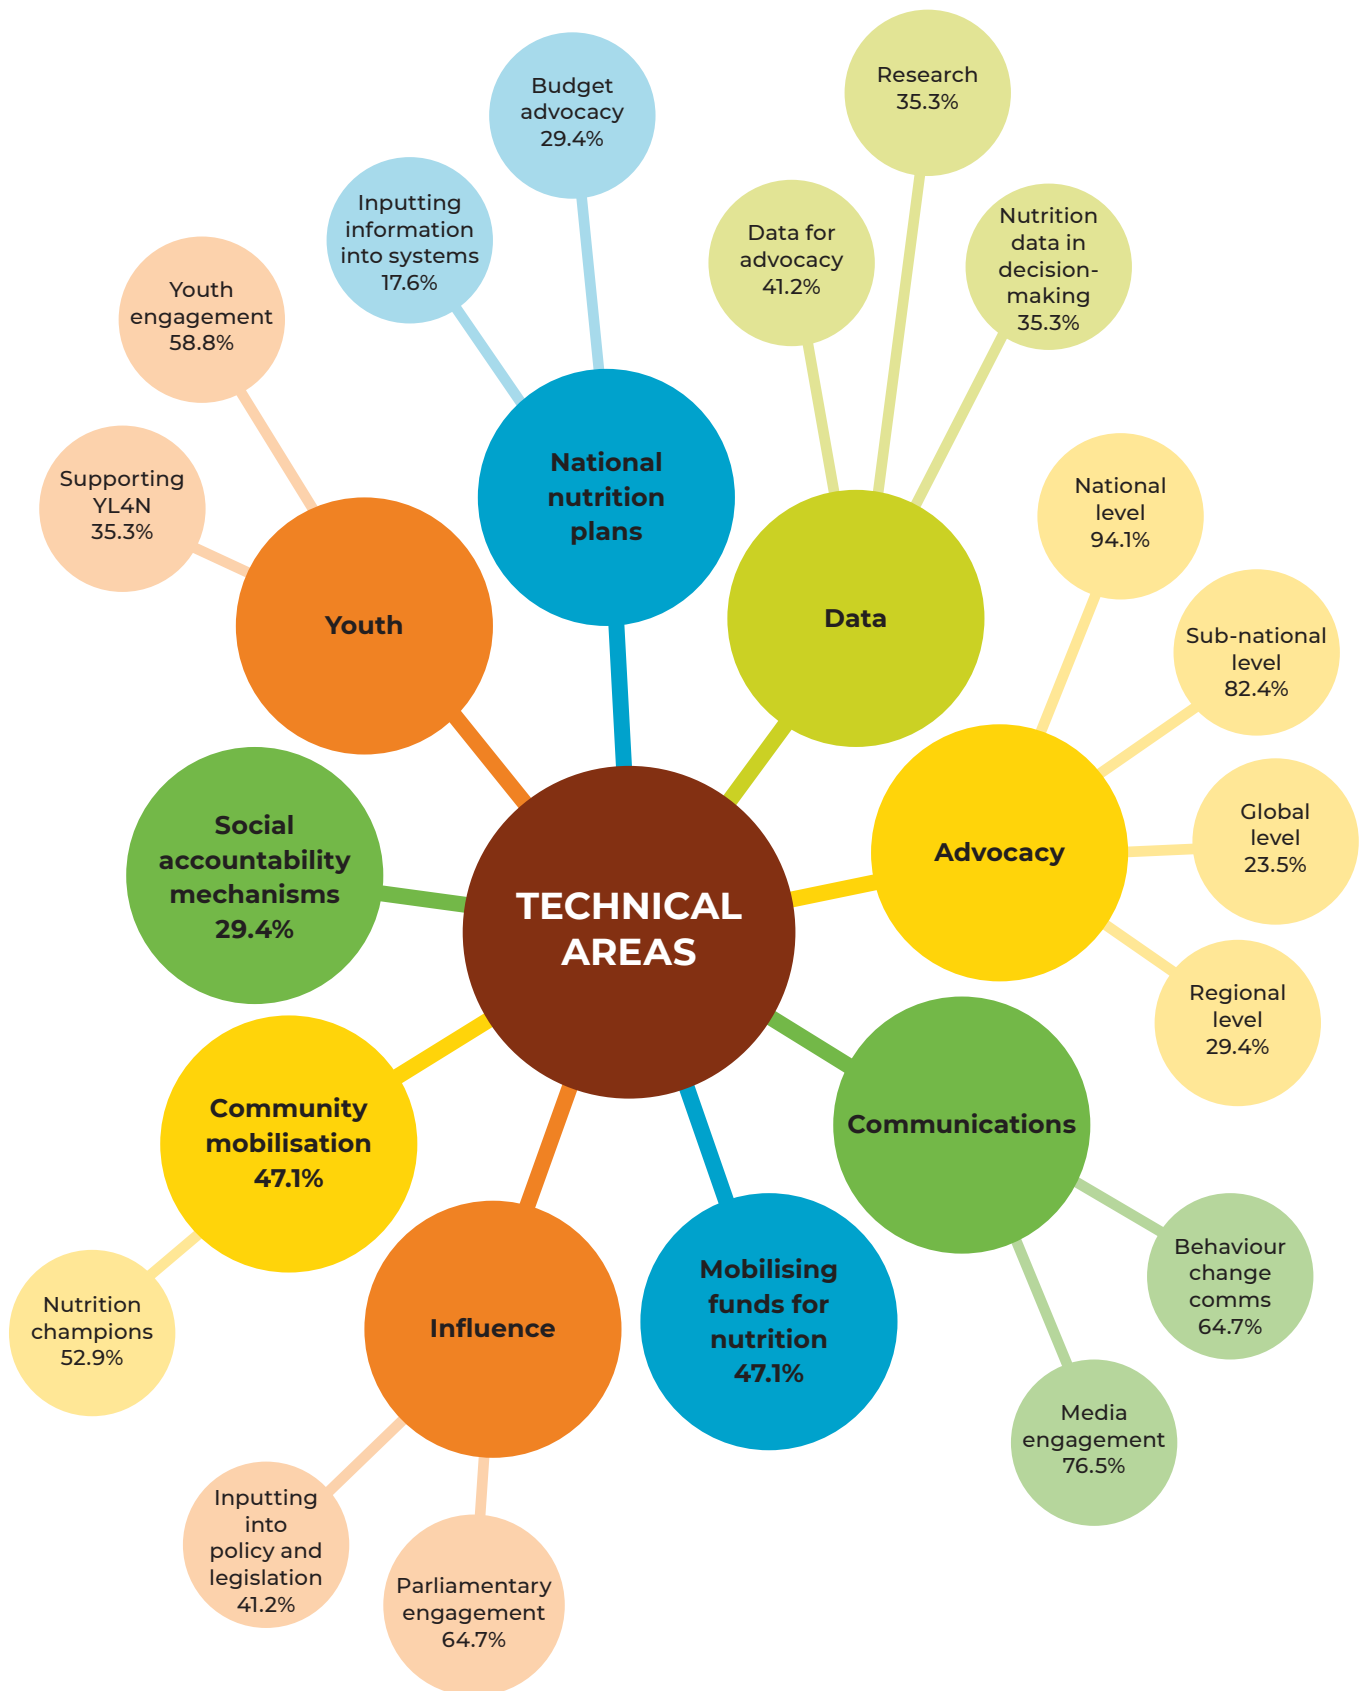 Research
35.3%
Budget
advocacy
29.4%
Inputting
information
into systems
17.6%
Data for
advocacy
41.2%
Nutrition
data in
decision-
making
35.3%
Youth
engagement
58.8%
Supporting
YL4N
35.3%
National
nutrition
plans
National
level
94.1%
Youth
Data
Sub-national
level
82.4%
Social
accountability
mechanisms
29.4%
TECHNICAL
AREAS
Advocacy
Global
level
23.5%
Regional
level
29.4%
Community
mobilisation
47.1%
Communications
Nutrition
champions
52.9%
Influence
Mobilising
funds for
nutrition
47.1%
Behaviour
change
comms
64.7%
Media
engagement
76.5%
Inputting
into
policy and
legislation
41.2%
Parliamentary
engagement
64.7%